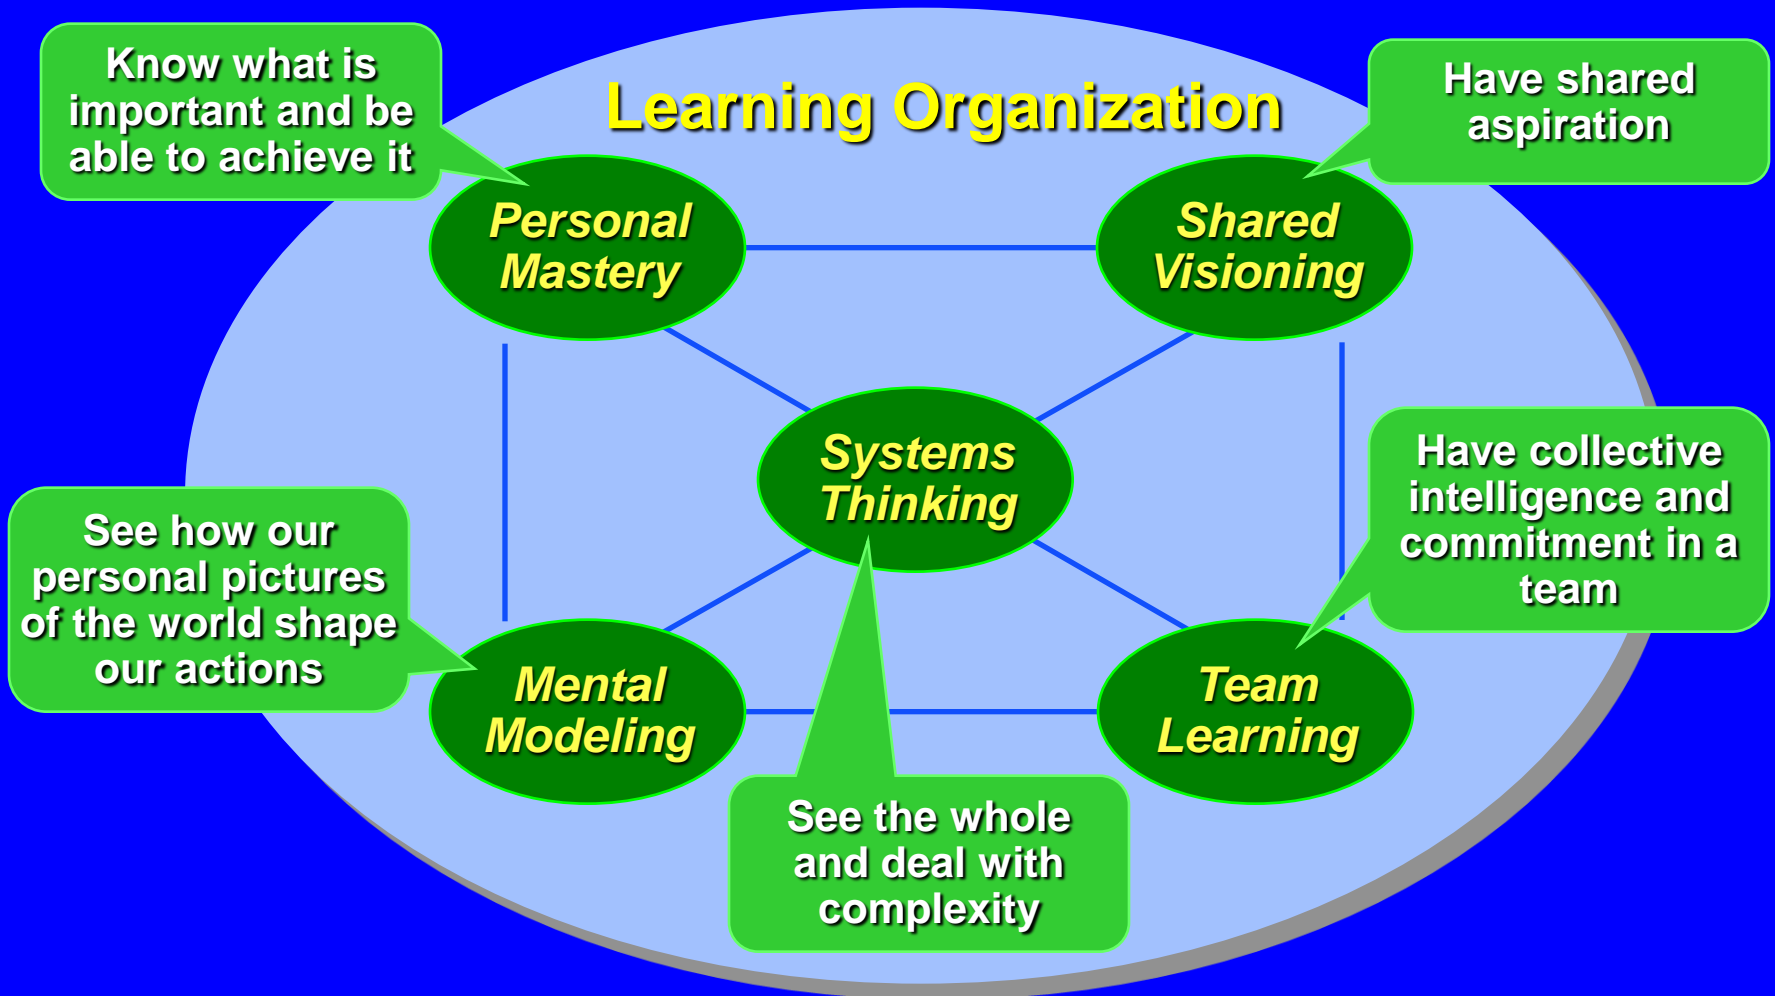 Know what is
important and be
able to achieve it
Learning Organization
Have shared
aspiration
Personal
Mastery
Shared
Visioning
Systems
Thinking
Have collective
intelligence and
commitment in a
team
See how our
personal pictures
of the world shape
our actions
Mental
Modeling
Team
Learning
See the whole
and deal with
complexity